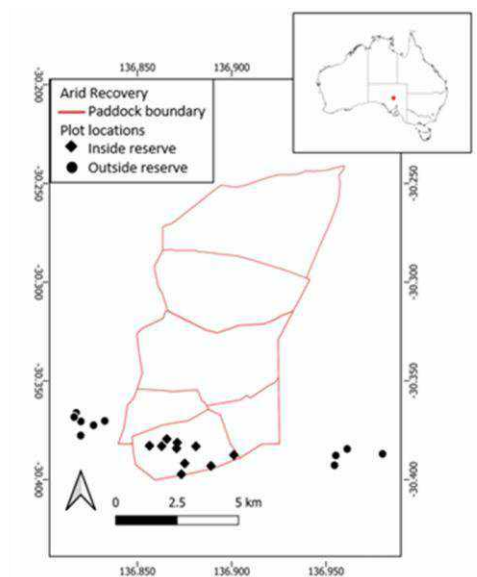 136.850 136.900
-30.200
Arid Recovery
Paddock boundary
Plot locations
Inside reserve
Outside reserve
-30.250 -30.250
-30.300 -30.300
-30.350 -30.350
-30.400 -30.400
0 2.5 5 km
136.850 136.900 136.950